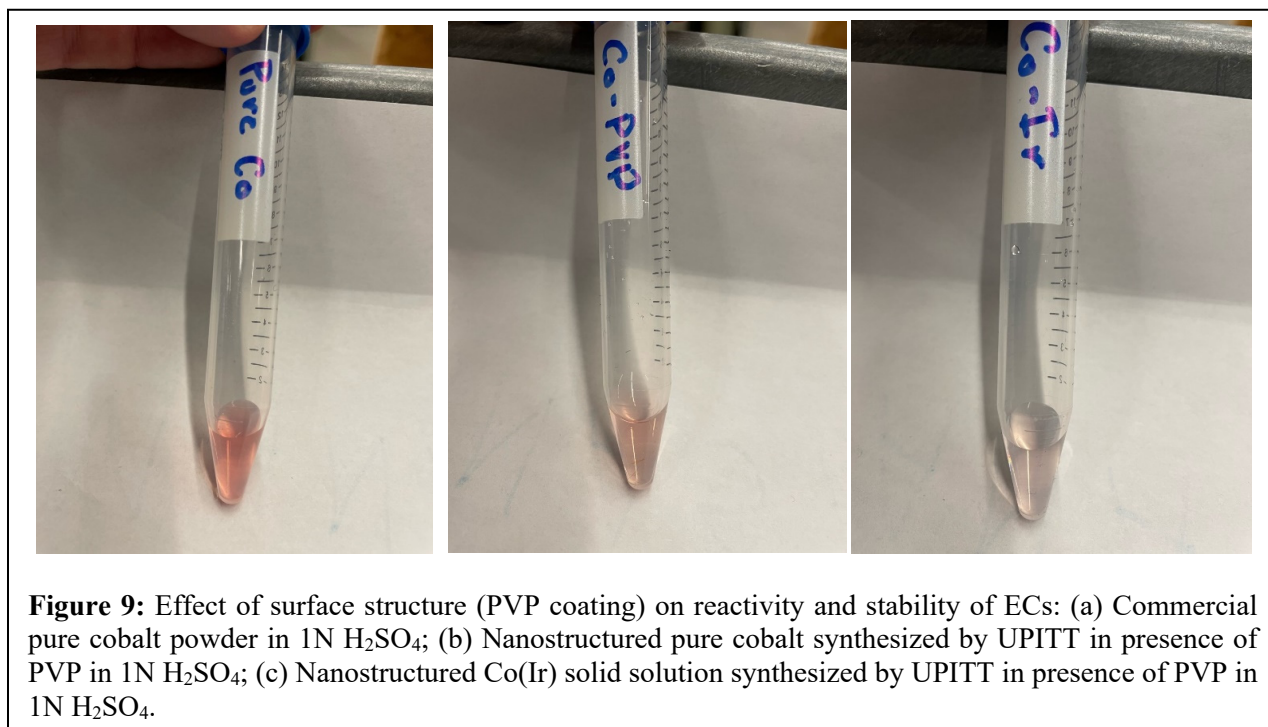 Pure Co
Co-PVP
Co-Ir
Figure 9: Effect of surface structure (PVP coating) on reactivity and stability of ECs: (a) Commercial
pure cobalt powder in 1N H₂SO₄; (b) Nanostructured pure cobalt synthesized by UPITT in presence of
PVP in 1N H₂SO₄; (c) Nanostructured Co(Ir) solid solution synthesized by UPITT in presence of PVP in
1N H₂SO₄.